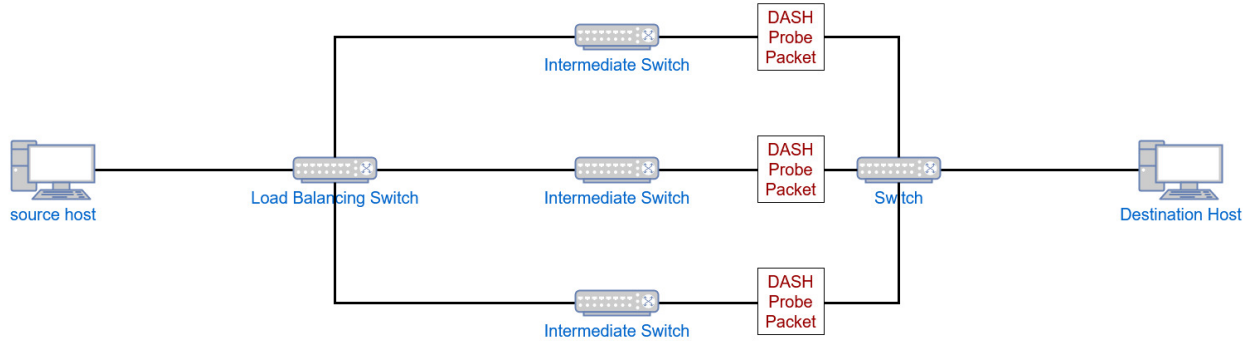 DASH
Probe
Packet
Intermediate Switch
DASH
Probe
Packet
source host
Load Balancing Switch
Intermediate Switch
Switch
Destination Host
DASH
Probe
Packet
Intermediate Switch